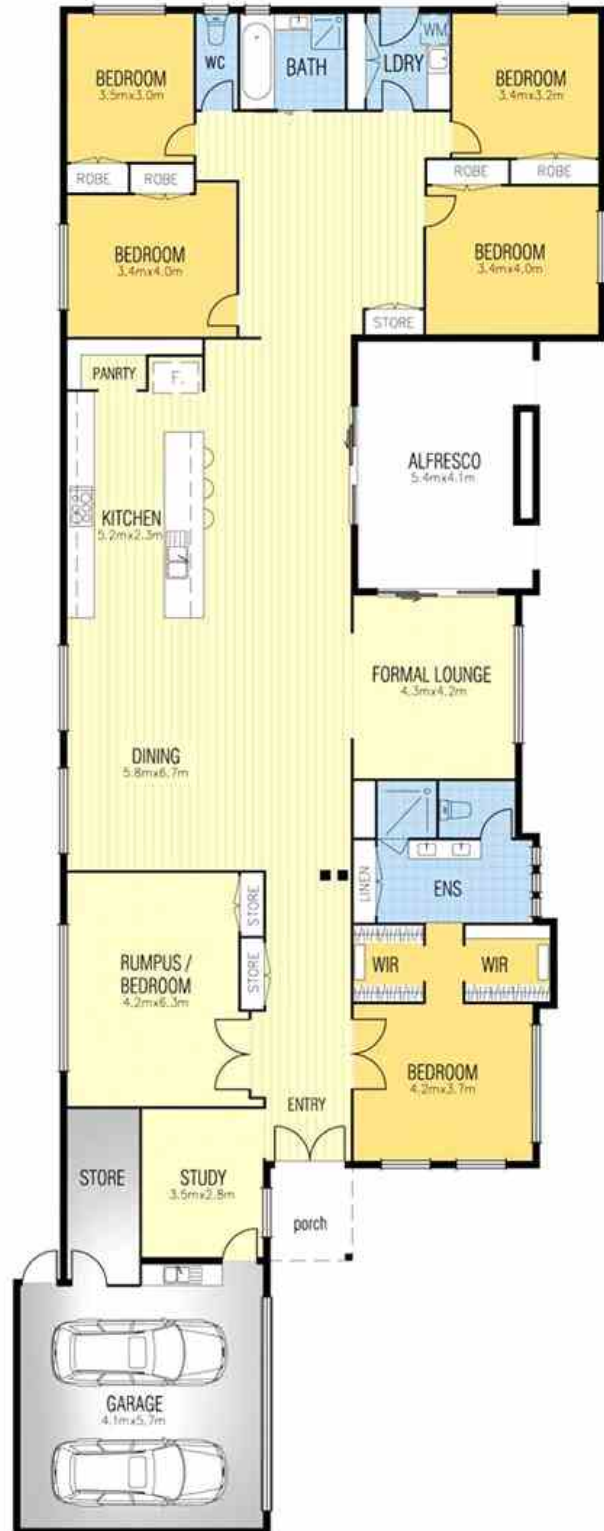 BEDROOM
3.5mx3.0m
WC
BATH
LDRY
WM
BEDROOM
3.4mx3.2m
ROBE
ROBE
ROBE
ROBE
BEDROOM
3.4mx4.0m
BEDROOM
3.4mx4.0m
STORE
PANRTY
F.
ALFRESCO
5.4mx4.1m
KITCHEN
5.2mx2.3m
FORMAL LOUNGE
4.3mx4.2m
DINING
5.8mx6.7m
LINEN
ENS
STORE
STORE
RUMPUS /
BEDROOM
4.2mx6.3m
WIR
WIR
BEDROOM
4.2mx3.7m
ENTRY
STORE
STUDY
3.5mx2.8m
porch
GARAGE
4.1mx5.7m